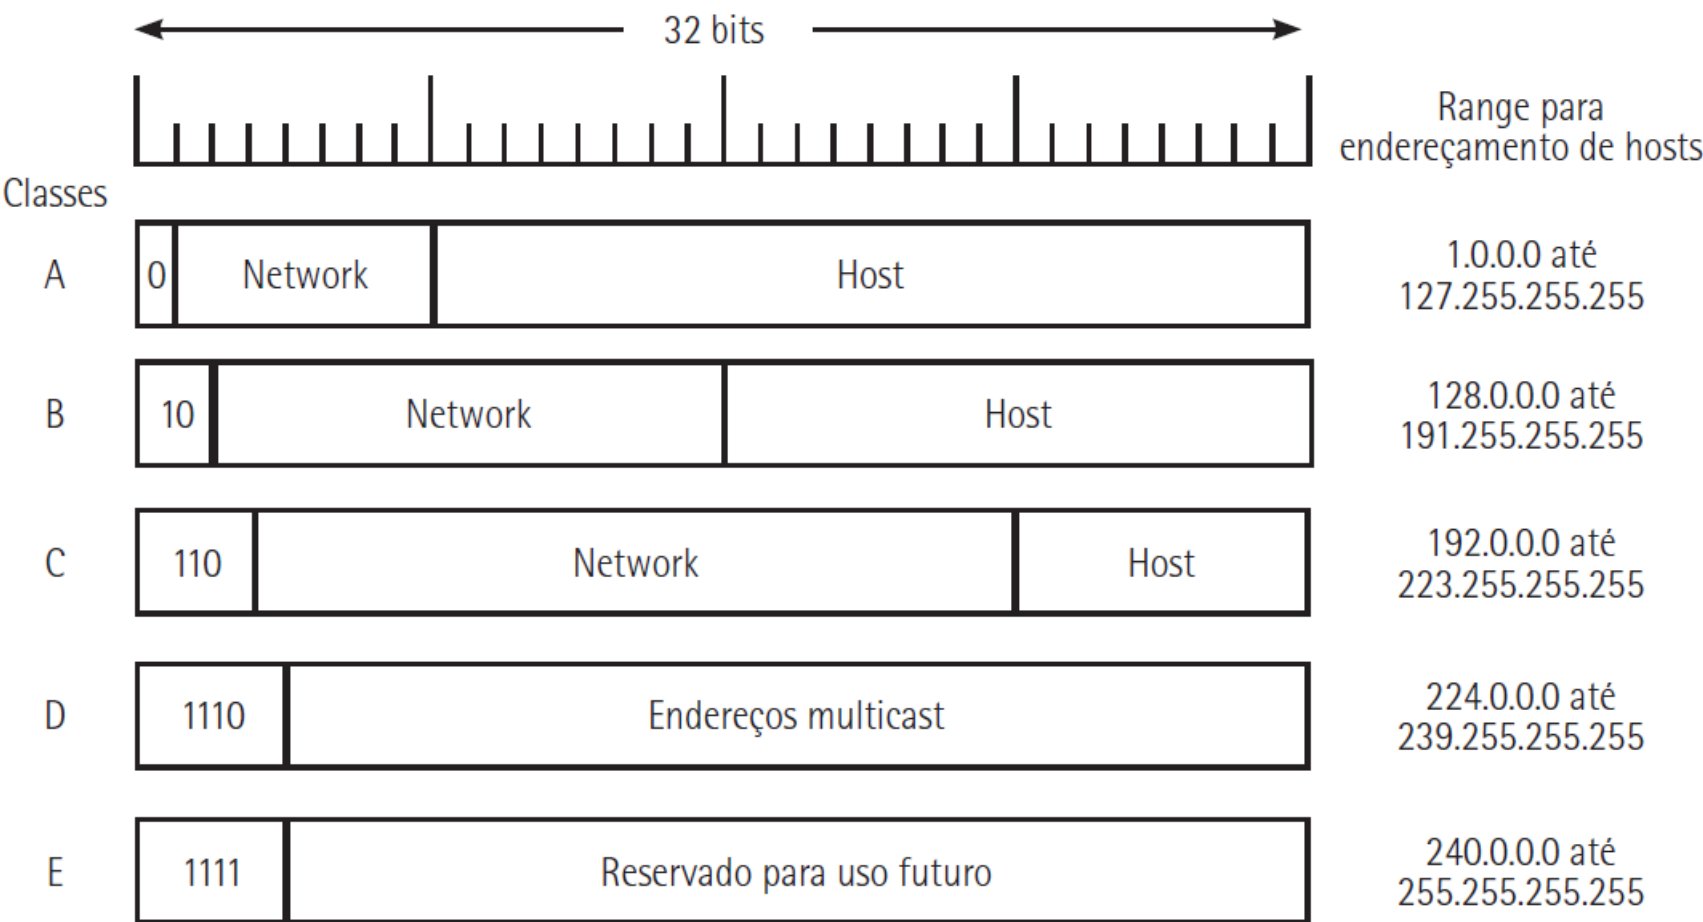 32 bits
Range para
endereçamento de hosts
Classes
A
0
Network
Host
1.0.0.0 até
127.255.255.255
B
10
Network
Host
128.0.0.0 até
191.255.255.255
C
110
Network
Host
192.0.0.0 até
223.255.255.255
D
1110
Endereços multicast
224.0.0.0 até
239.255.255.255
E
1111
Reservado para uso futuro
240.0.0.0 até
255.255.255.255